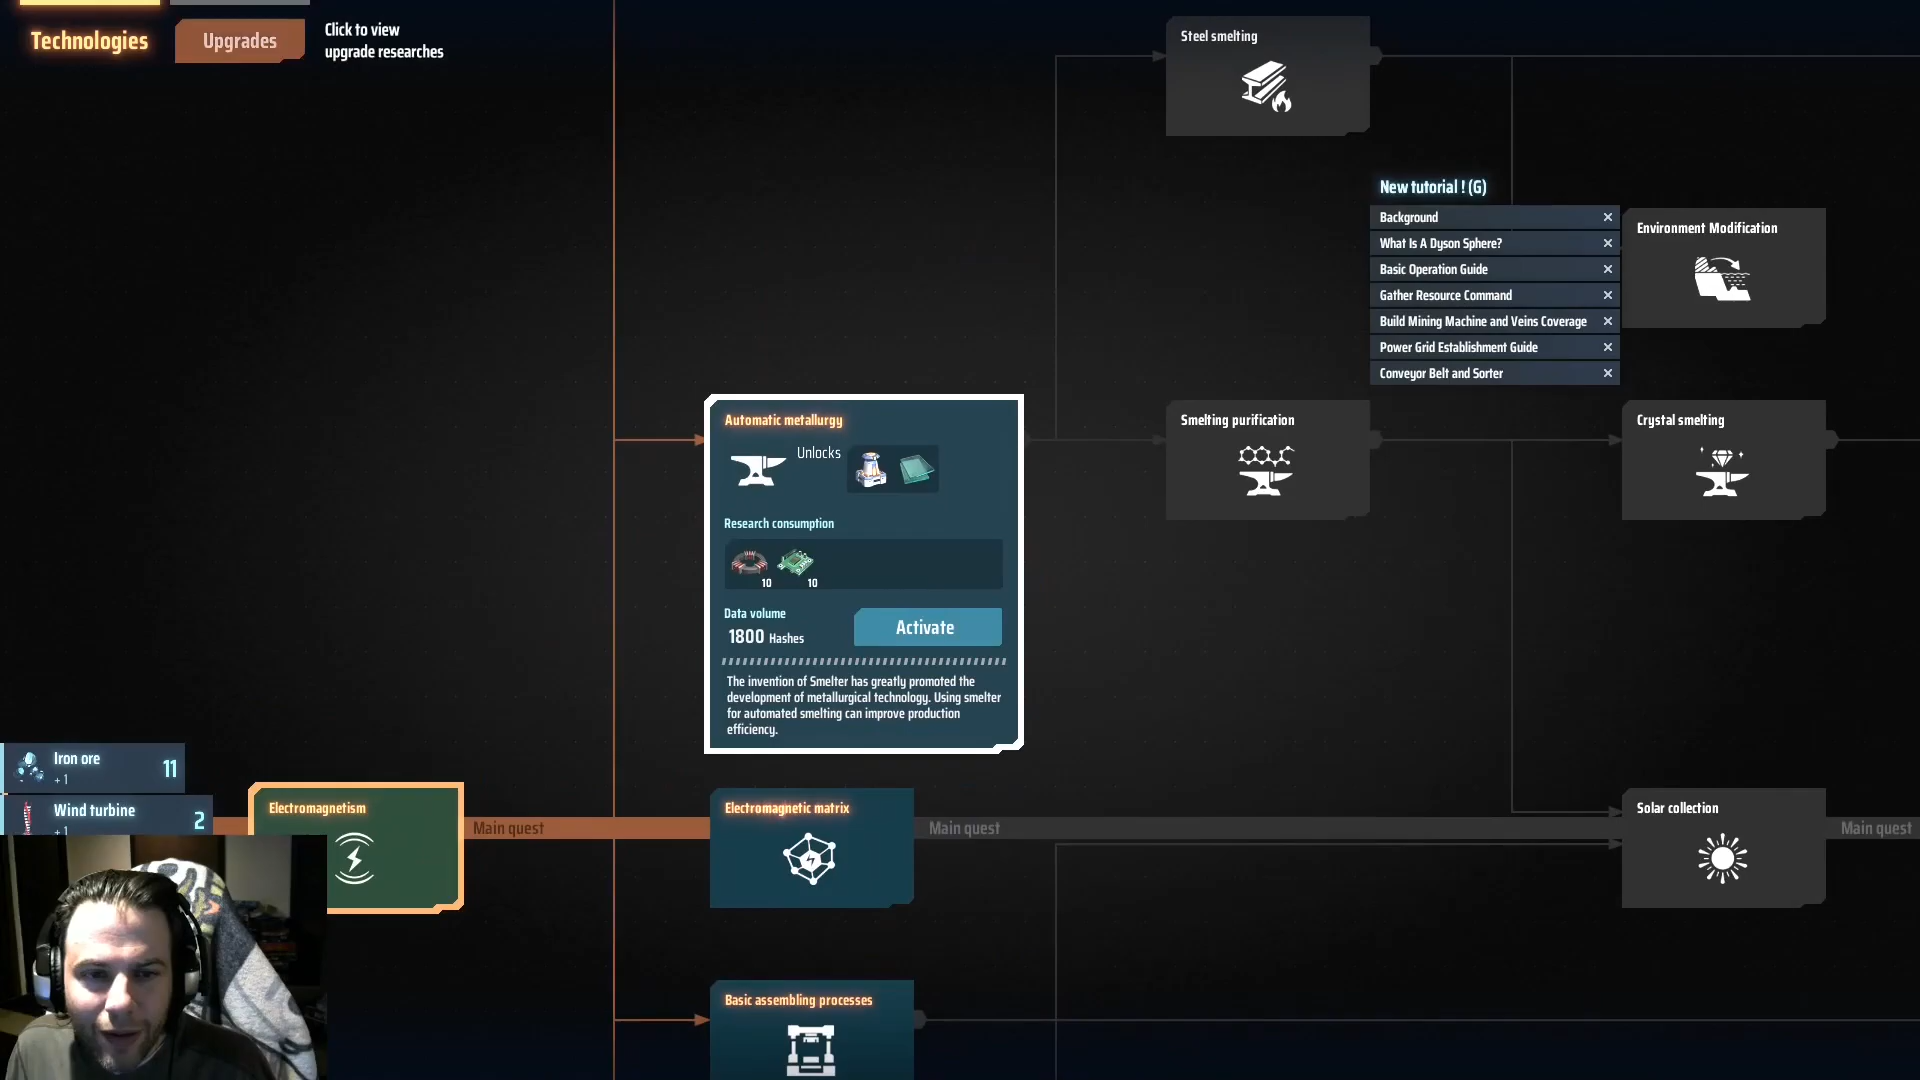 Technologies
Upgrades
Click to view
upgrade researches
Steel smelting
New tutorial ! (G)
Background
What Is A Dyson Sphere?
Basic Operation Guide
Gather Resource Command
Build Mining Machine and Veins Coverage
Power Grid Establishment Guide
Conveyor Belt and Sorter
Environment Modification
Automatic metallurgy
Unlocks
Research consumption
10
10
Data volume
1800 Hashes
Activate
The invention of Smelter has greatly promoted the
development of metallurgical technology. Using smelter
for automated smelting can improve production
efficiency.
Smelting purification
Crystal smelting
Iron ore
+ 1
11
Wind turbine
+ 1
2
Electromagnetism
Main quest
Electromagnetic matrix
Main quest
Solar collection
Main quest
Basic assembling processes